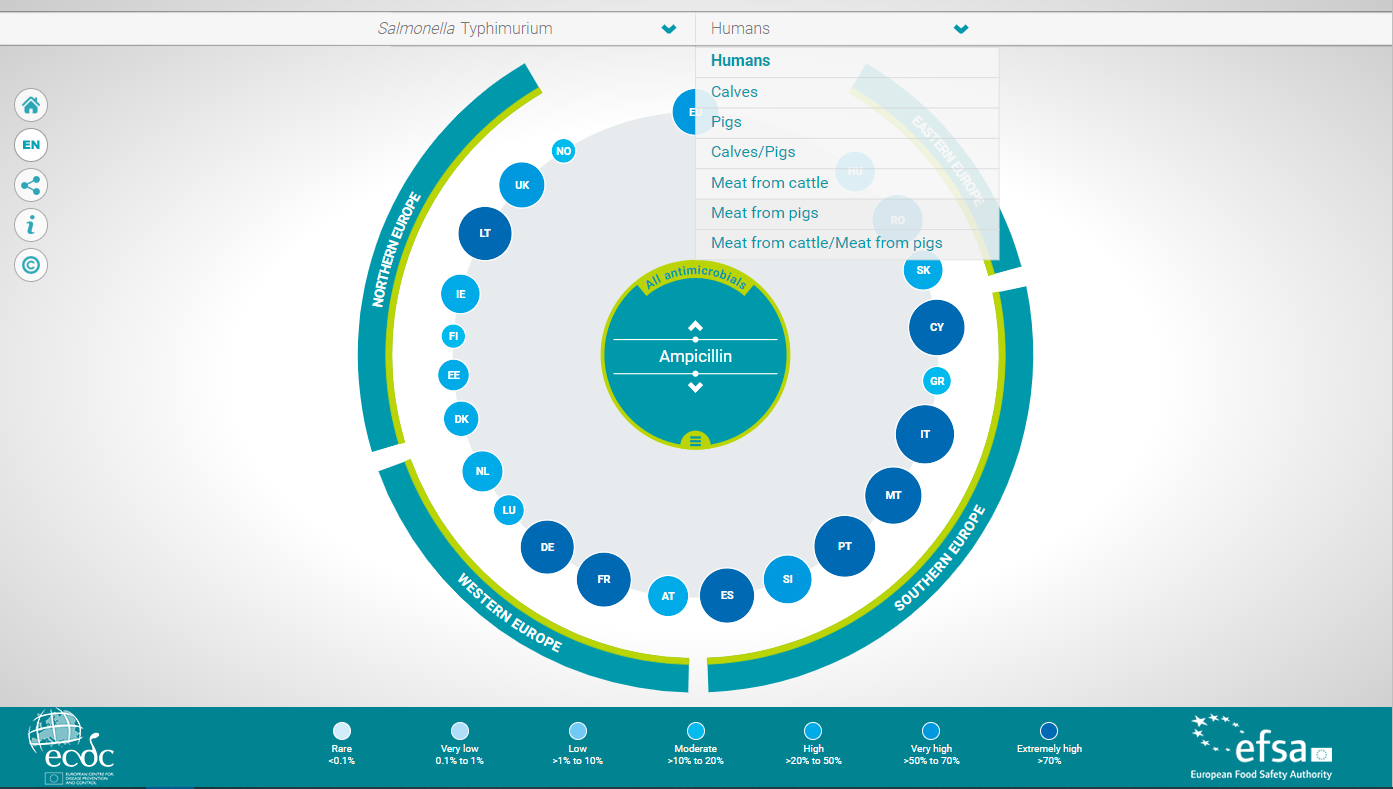 Salmonella Typhimurium
Humans
Humans
Calves
Pigs
Calves/Pigs
Meat from cattle
Meat from pigs
Meat from cattle/Meat from pigs
EN
NORTHERN EUROPE
EASTERN EUROPE
SOUTHERN EUROPE
WESTERN EUROPE
NO
UK
LT
IE
FI
EE
DK
NL
LU
DE
FR
AT
ES
SI
PT
MT
IT
GR
CY
SK
RO
HU
All antimicrobials
Ampicillin
ecdc
EUROPEAN CENTRE FOR
DISEASE PREVENTION
AND CONTROL
Rare
<0.1%
Very low
0.1% to 1%
Low
>1% to 10%
Moderate
>10% to 20%
High
>20% to 50%
Very high
>50% to 70%
Extremely high
>70%
efsa
European Food Safety Authority